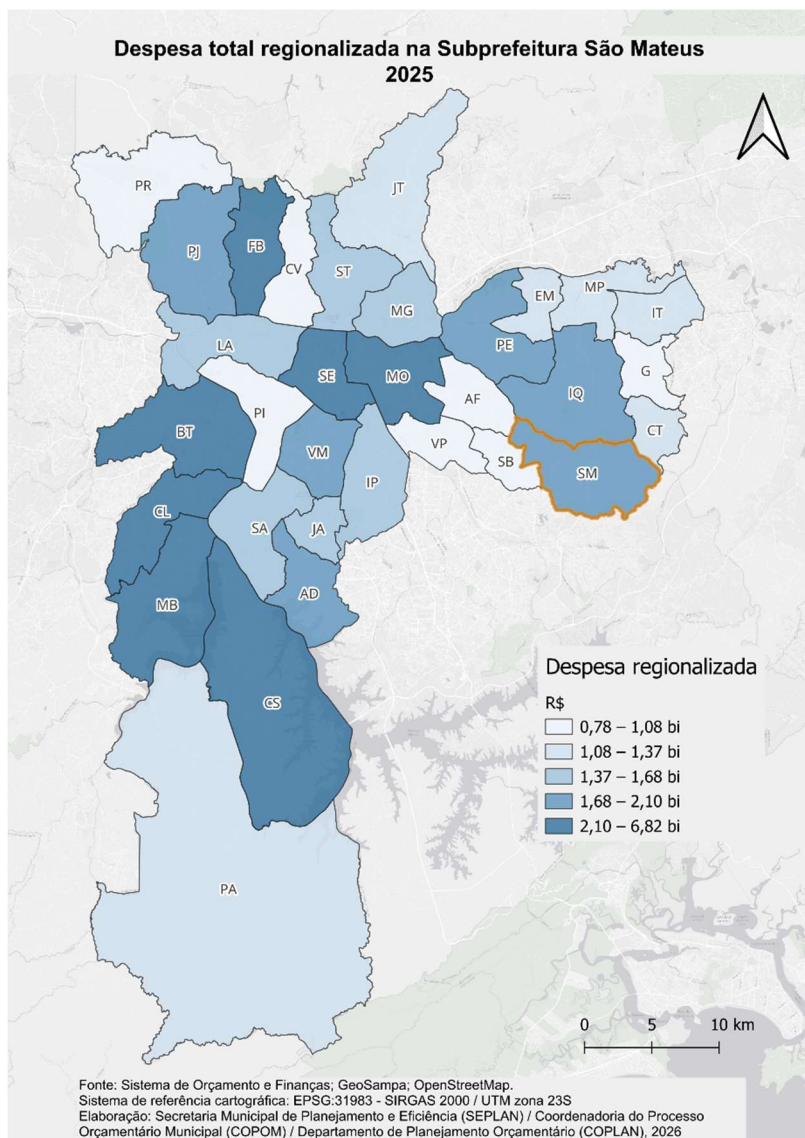 Despesa total regionalizada na Subprefeitura São Mateus
2025
JT
PR
FB
PJ
CV
ST
EM
MP
IT
MG
LA
PE
G
SE
MO
IQ
AF
PI
BT
CT
VP
VM
SB
SM
IP
CL
SA
JA
AD
MB
CS
PA
Despesa regionalizada
R$
0,78 – 1,08 bi
1,08 – 1,37 bi
1,37 – 1,68 bi
1,68 – 2,10 bi
2,10 – 6,82 bi
0 5 10 km
Fonte: Sistema de Orçamento e Finanças; GeoSampa; OpenStreetMap.
Sistema de referência cartográfica: EPSG:31983 - SIRGAS 2000 / UTM zona 23S
Elaboração: Secretaria Municipal de Planejamento e Eficiência (SEPLAN) / Coordenadoria do Processo
Orçamentário Municipal (COPOM) / Departamento de Planejamento Orçamentário (COPLAN), 2026